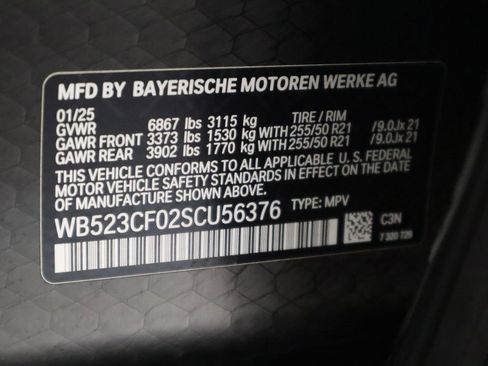 MFD BY BAYERISCHE MOTOREN WERKE AG
01/25
GVWR 6867 lbs 3115 kg TIRE / RIM
GAWR FRONT 3373 lbs 1530 kg WITH 255/50 R21 /9.0Jx 21
GAWR REAR 3902 lbs 1770 kg WITH 255/50 R21 /9.0Jx 21
THIS VEHICLE CONFORMS TO ALL APPLICABLE U. S. FEDERAL
MOTOR VEHICLE SAFETY STANDARDS IN EFFECT ON THE DATE
OF MANUFACTURE SHOWN ABOVE.
WB523CF02SCU56376 TYPE: MPV
C3N
7 320 726